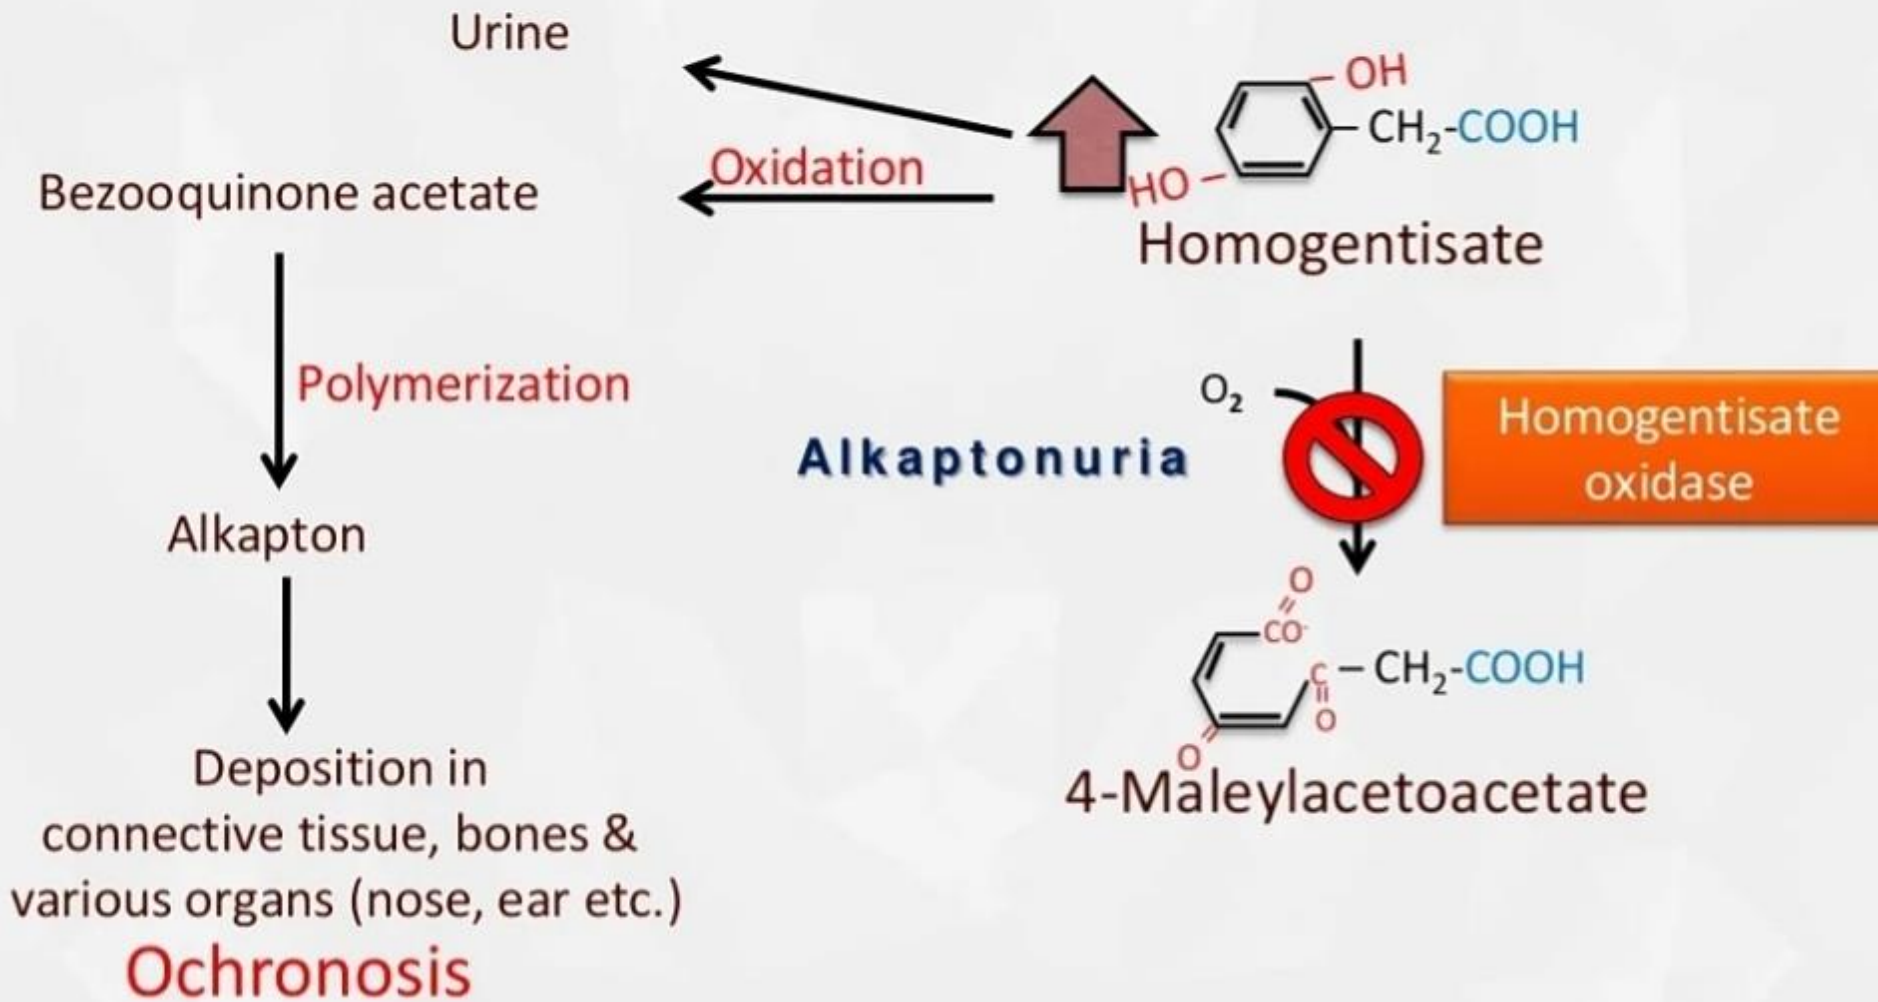 Urine
OH
CH₂-COOH
HO
Oxidation
Bezooquinone acetate
Homogentisate
Polymerization
O₂
Alkaptonuria
Homogentisate
oxidase
Alkapton
O
CO-
C
CH₂-COOH
O
O
4-Maleylacetoacetate
Deposition in
connective tissue, bones &
various organs (nose, ear etc.)
Ochronosis